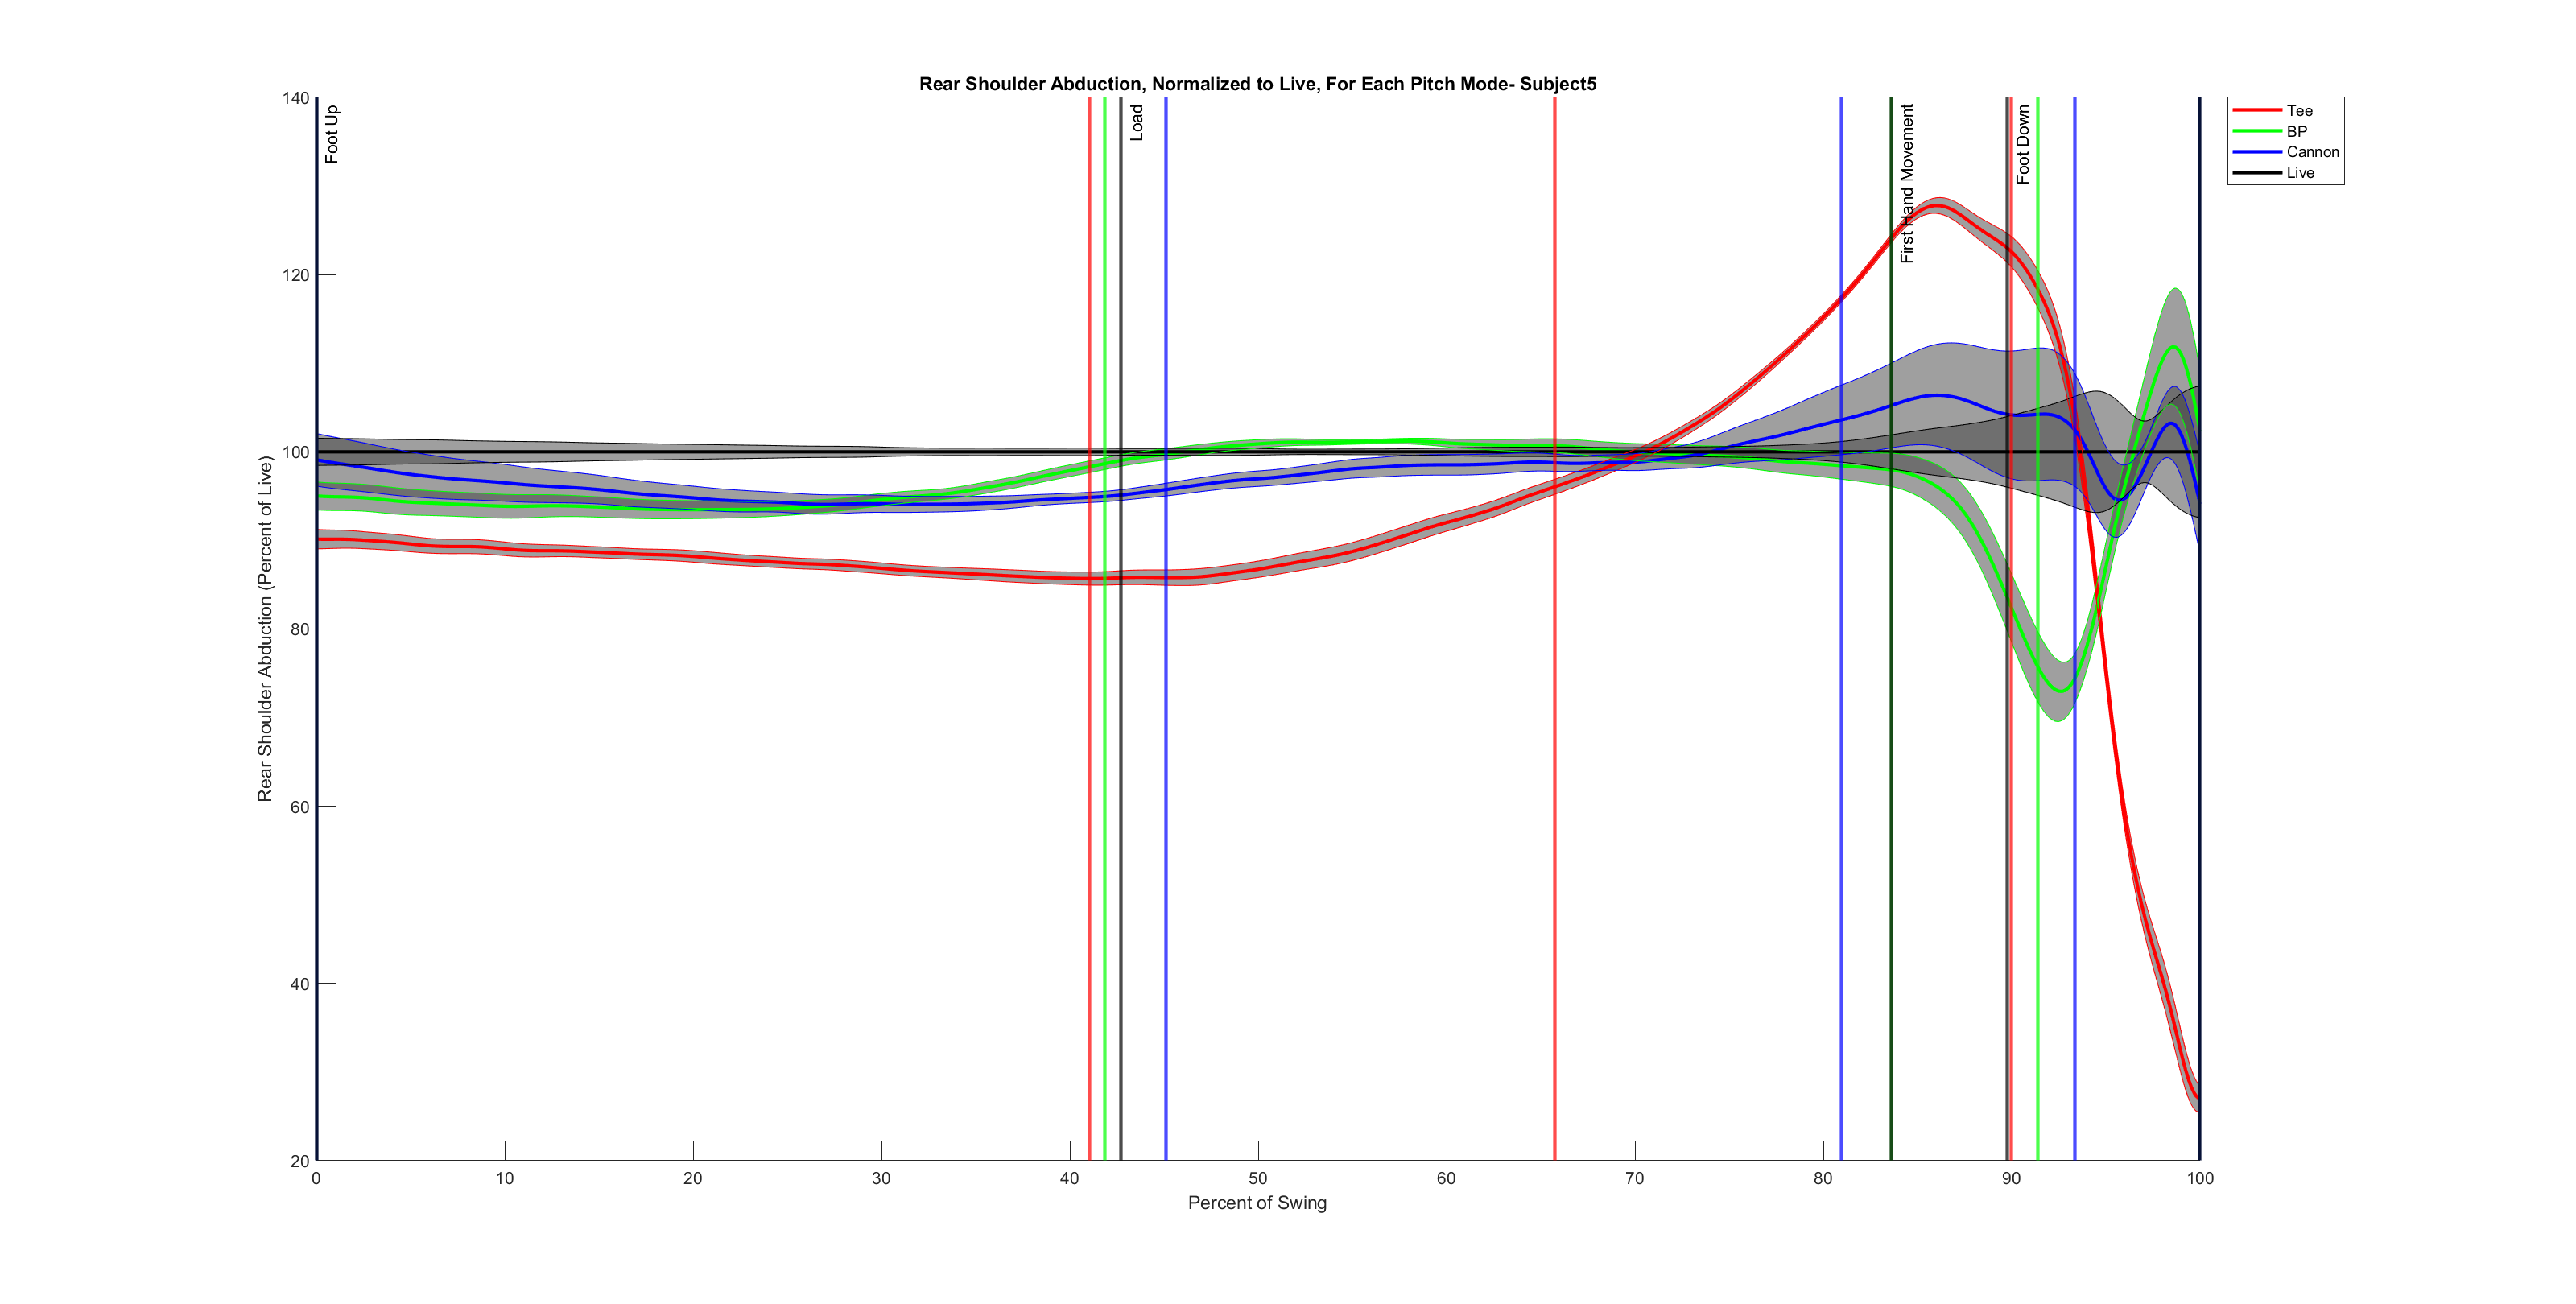 Rear Shoulder Abduction, Normalized to Live, For Each Pitch Mode- Subject5
140
120
100
80
60
40
20
Rear Shoulder Abduction (Percent of Live)
Foot Up
Load
First Hand Movement
Foot Down
Tee
BP
Cannon
Live
0
10
20
30
40
50
60
70
80
90
100
Percent of Swing